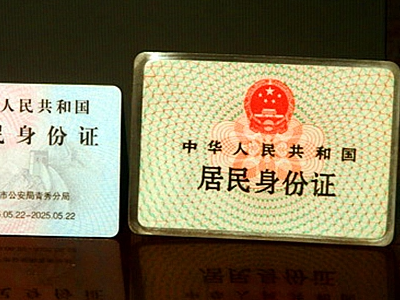 人民共和国
民身份证
市公安局青秀分局
.05.22-2025.05.22
中华人民共和国
居民身份证